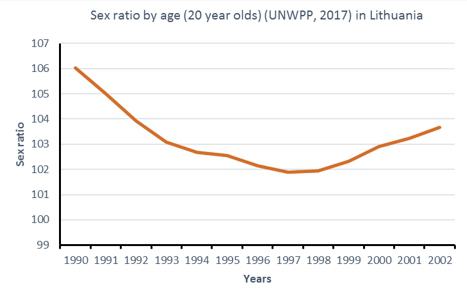 Sex ratio by age (20 year olds) (UNWPP, 2017) in Lithuania
107
106
105
104
103
102
101
100
99
Sex ratio
1990 1991 1992 1993 1994 1995 1996 1997 1998 1999 2000 2001 2002
Years